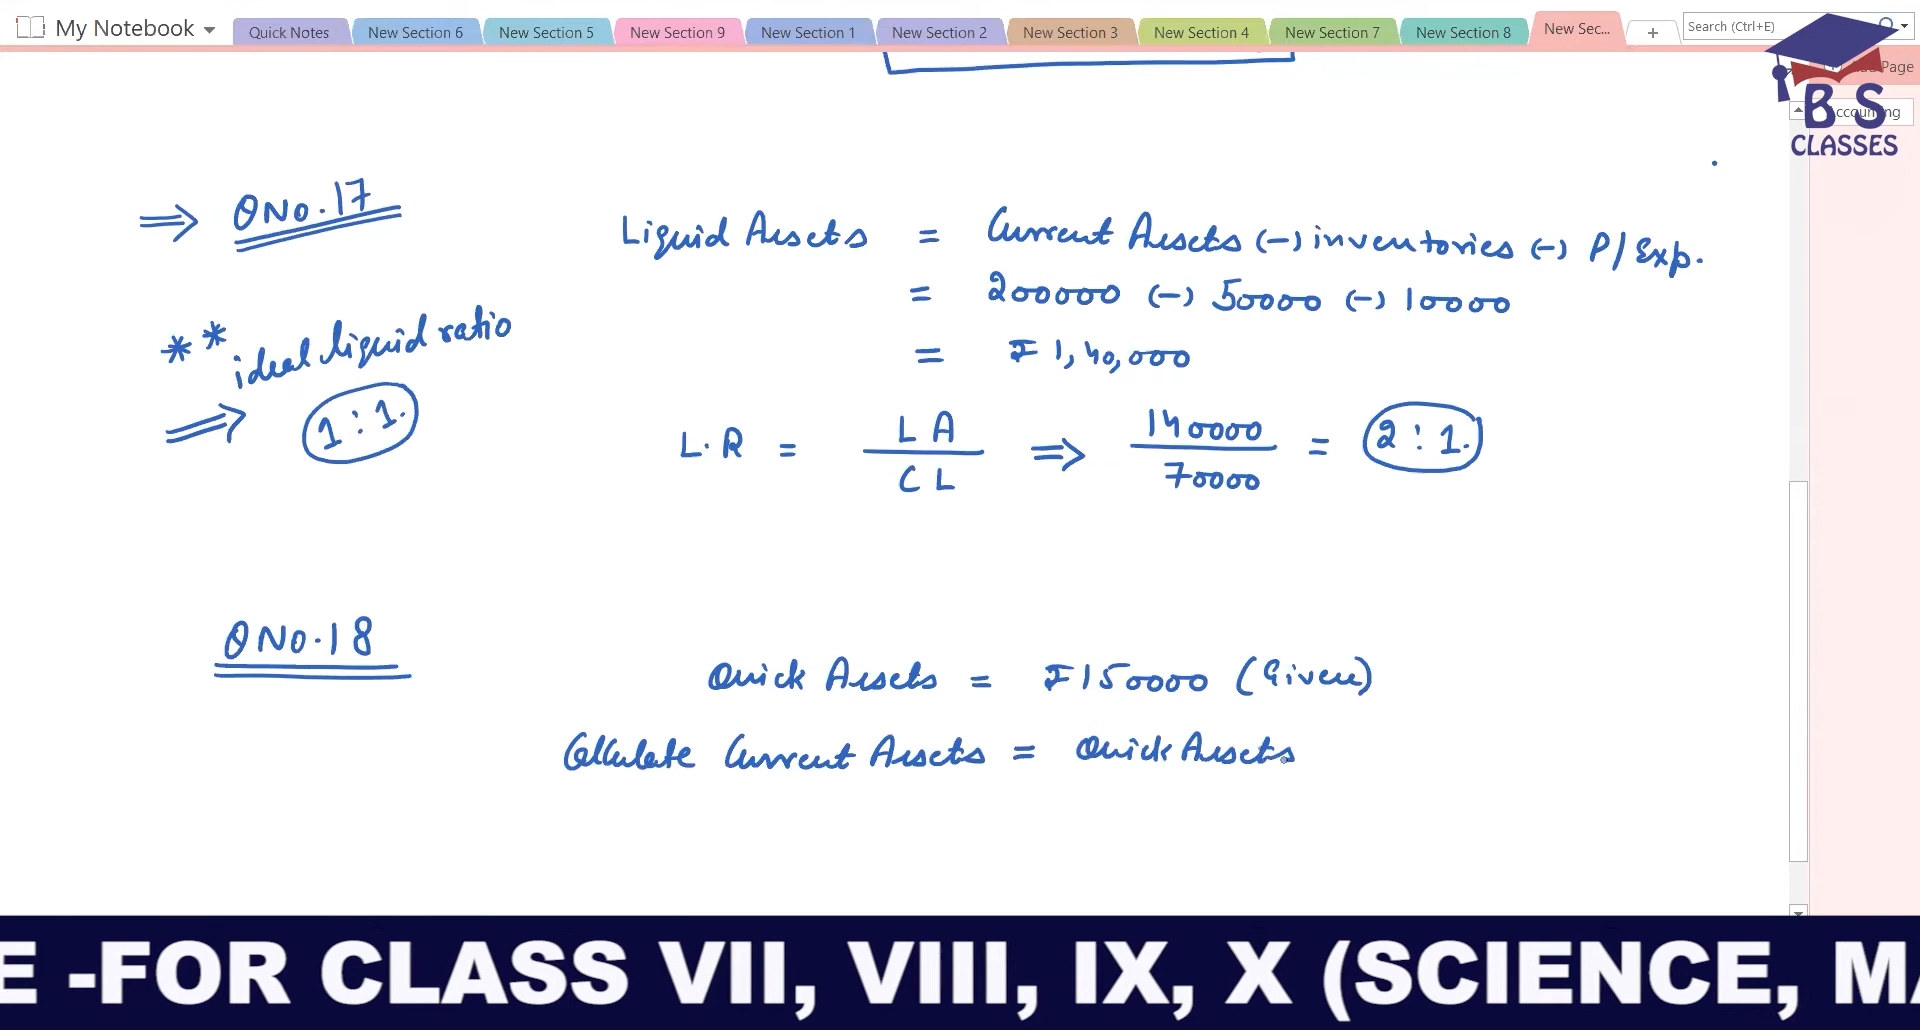 My Notebook
Quick Notes
New Section 6
New Section 5
New Section 9
New Section 1
New Section 2
New Section 3
New Section 4
New Section 7
New Section 8
New Sec...
+
Search (Ctrl+E)
Page
B S
CLASSES
⇒ QNo.17
Liquid Assets = Current Assets (-) inventories (-) P/Exp.
= 200000 (-) 50000 (-) 10000
= ₹ 1,40,000
** ideal liquid ratio
⇒ 1:1.
L.R = LA / CL ⇒ 140000 / 70000 = 2:1.
QNo.18
Quick Assets = ₹150000 (Given)
Calculate Current Assets = Quick Assets
E -FOR CLASS VII, VIII, IX, X (SCIENCE, MA